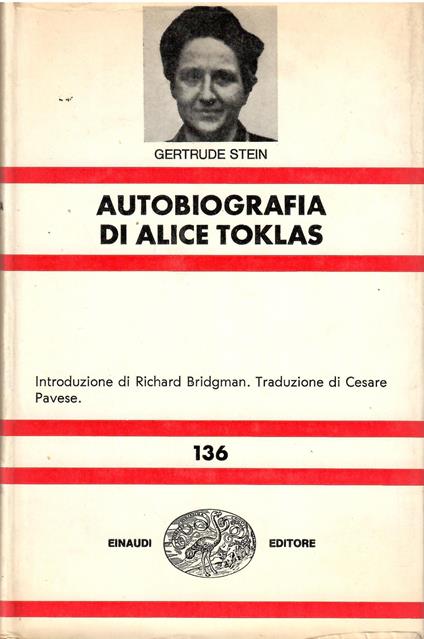 GERTRUDE STEIN
AUTOBIOGRAFIA
DI ALICE TOKLAS
Introduzione di Richard Bridgman. Traduzione di Cesare
Pavese.
136
EINAUDI EDITORE